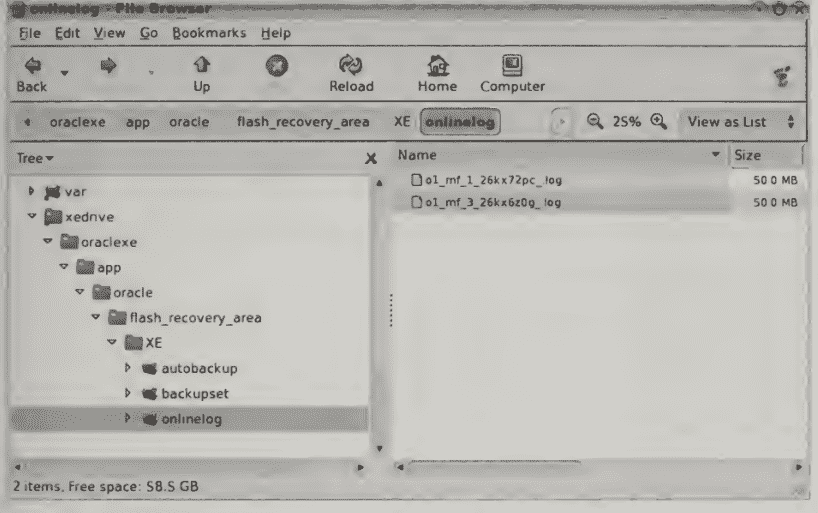 onlinelog - File Browser
File Edit View Go Bookmarks Help
Back Up Reload Home Computer
oraclexe app oracle flash_recovery_area XE onlinelog 25% View as List
Tree Name Size
var
xedrive
oraclexe
app
oracle
flash_recovery_area
XE
autobackup
backupset
onlinelog
o1_mf_1_26kx72pc_.log 50.0 MB
o1_mf_3_26kx6z0g_.log 50.0 MB
2 items, Free space: 58.5 GB